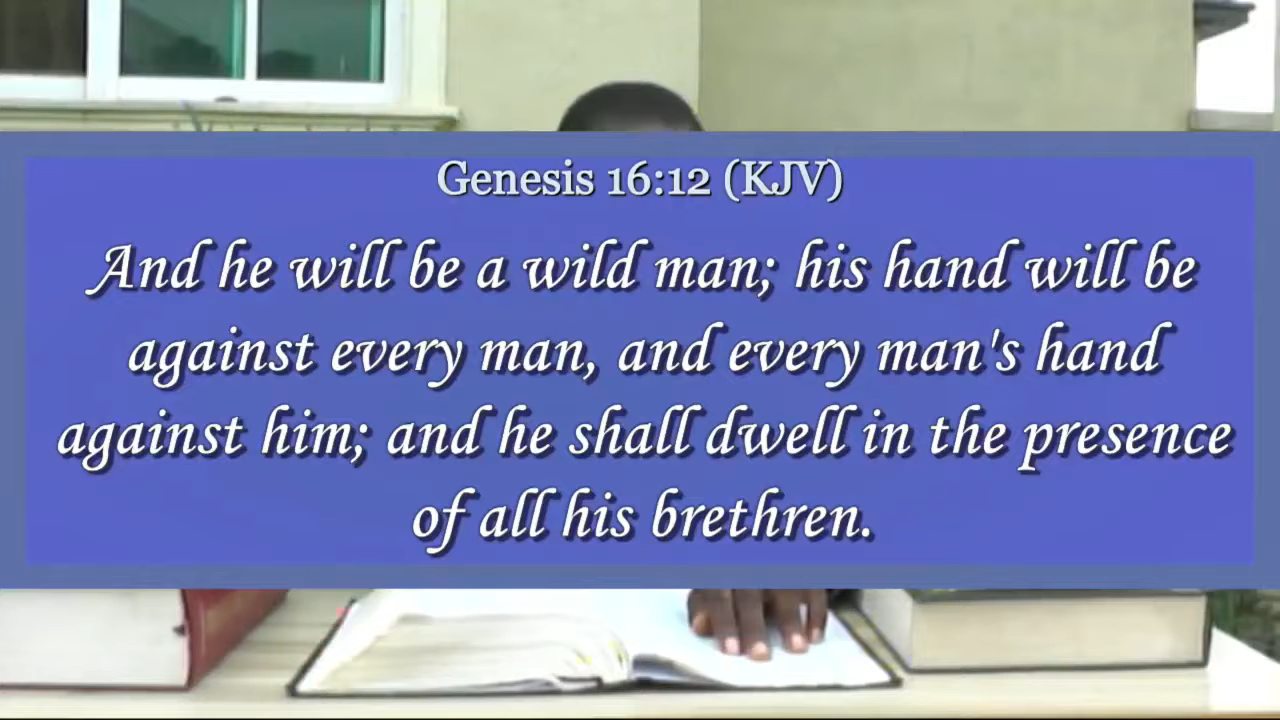 Genesis 16:12 (KJV)
And he will be a wild man; his hand will be
against every man, and every man's hand
against him; and he shall dwell in the presence
of all his brethren.